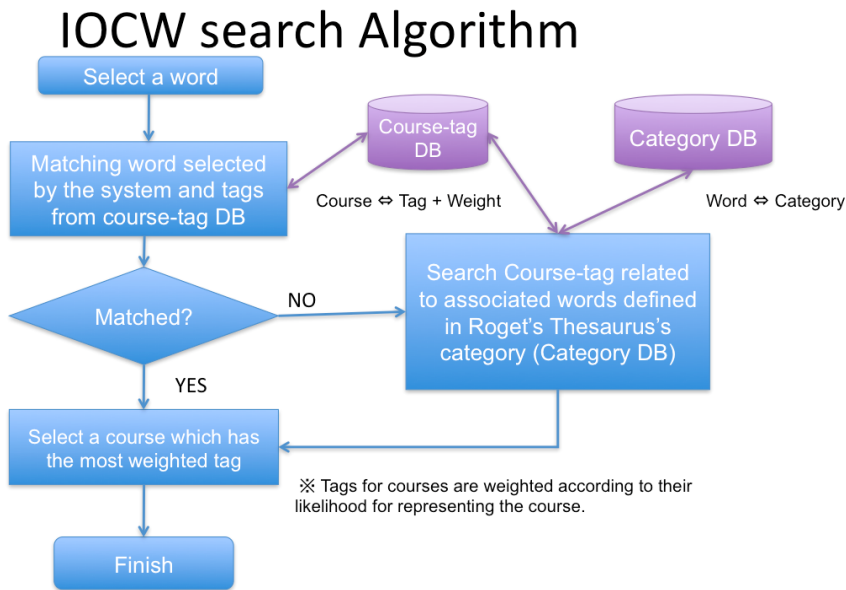 IOCW search Algorithm
Select a word
Course-tag
DB
Category DB
Matching word selected
by the system and tags
from course-tag DB
Course ⇔ Tag + Weight
Word ⇔ Category
Search Course-tag related
to associated words defined
in Roget's Thesaurus's
category (Category DB)
Matched?
NO
YES
Select a course which has
the most weighted tag
※ Tags for courses are weighted according to their
likelihood for representing the course.
Finish